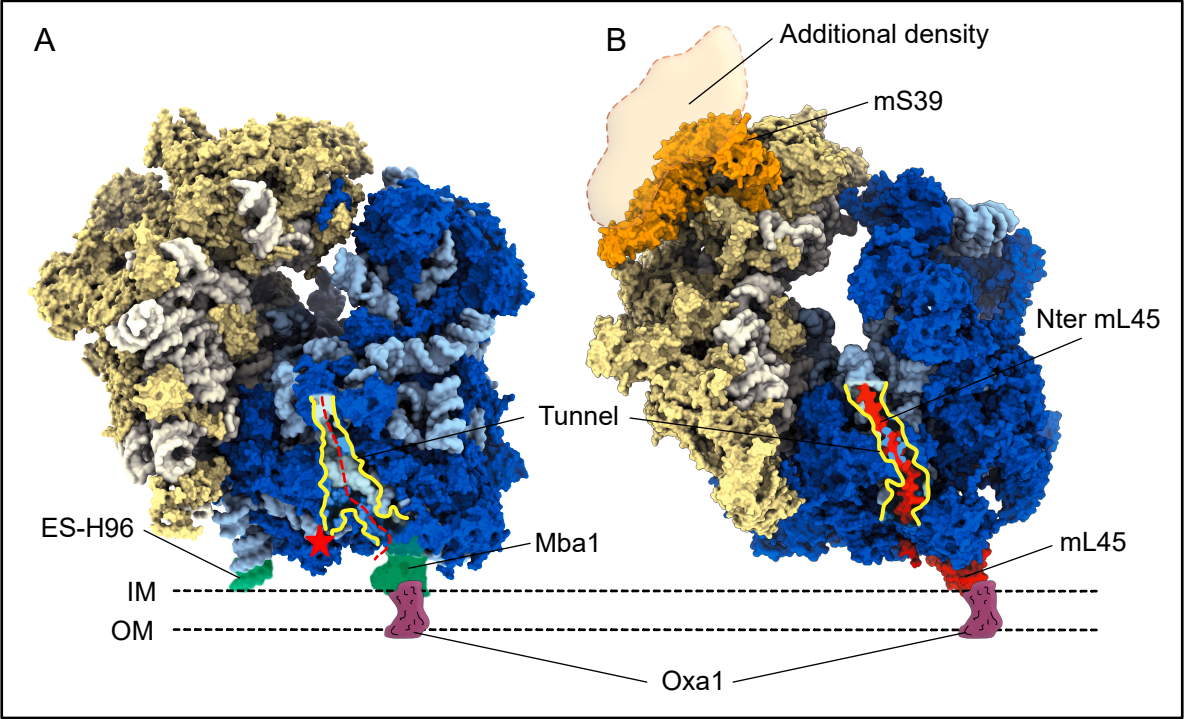 A
B
Additional density
mS39
Nter mL45
Tunnel
ES-H96
Mba1
mL45
IM
OM
Oxa1